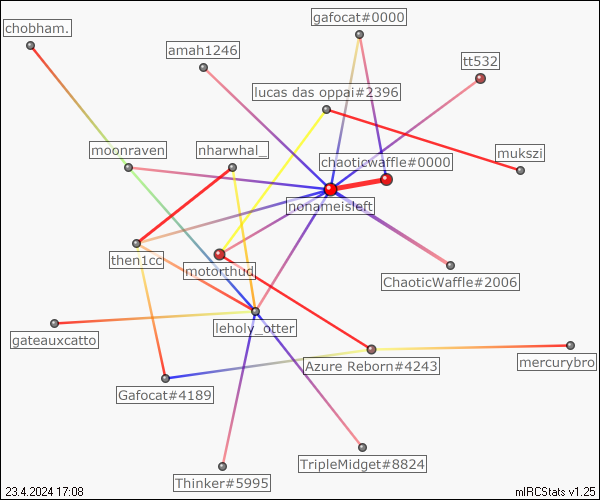 gafocat#0000
chobham.
amah1246
tt532
lucas das oppai#2396
moonraven
nharwhal_
chaoticwaffle#0000
mukszi
nonameisleft
then1cc
motorthud
ChaoticWaffle#2006
leholy_otter
gateauxcatto
Azure Reborn#4243
mercurybro
Gafocat#4189
TripleMidget#8824
Thinker#5995
23.4.2024 17:08
mIRCStats v1.25